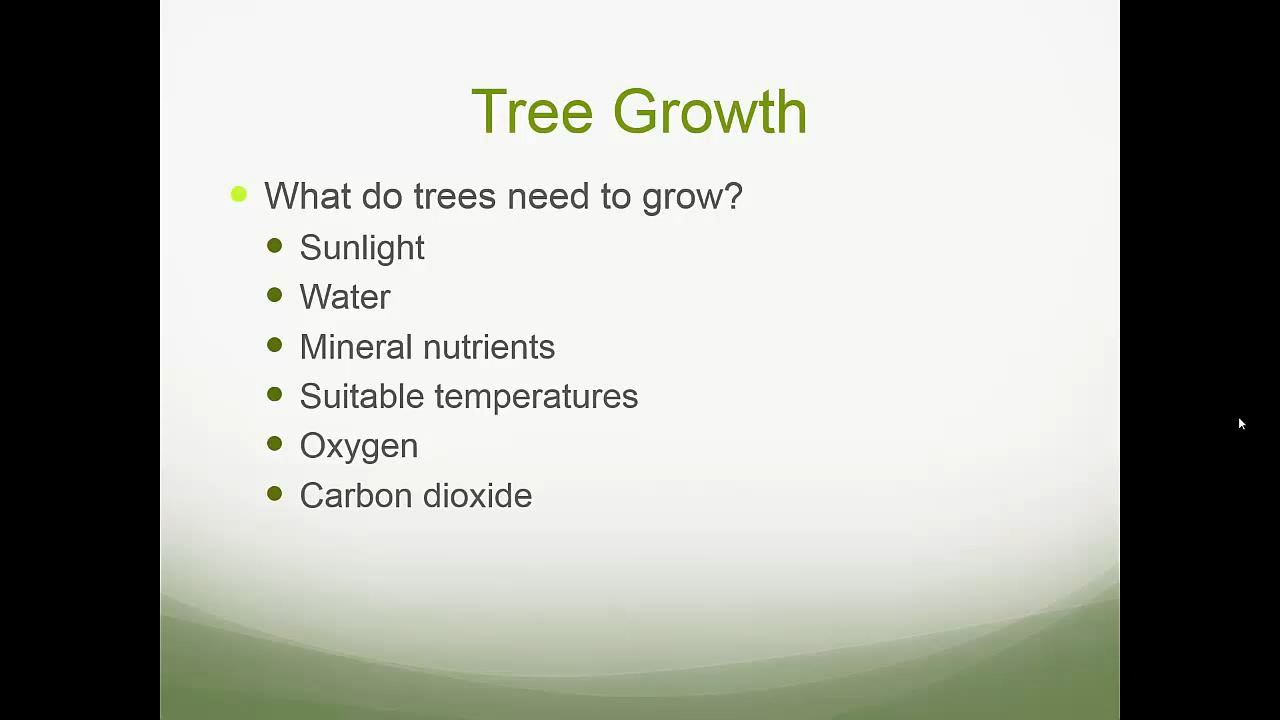 Tree Growth
What do trees need to grow?
Sunlight
Water
Mineral nutrients
Suitable temperatures
Oxygen
Carbon dioxide